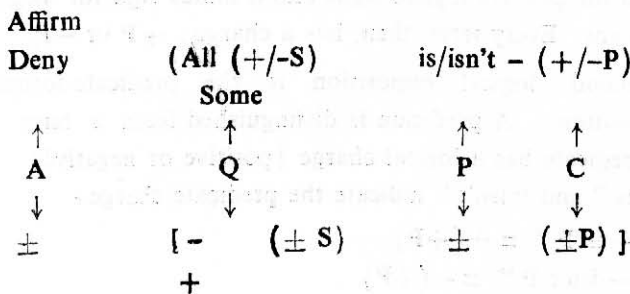 Affirm
Deny (All (+/-S) is/isn't – (+/–P)
Some
↑ ↑ ↑ ↑
A Q P C
↓ ↓ ↓ ↓
± [ - (± S) ± (±P) ]
+